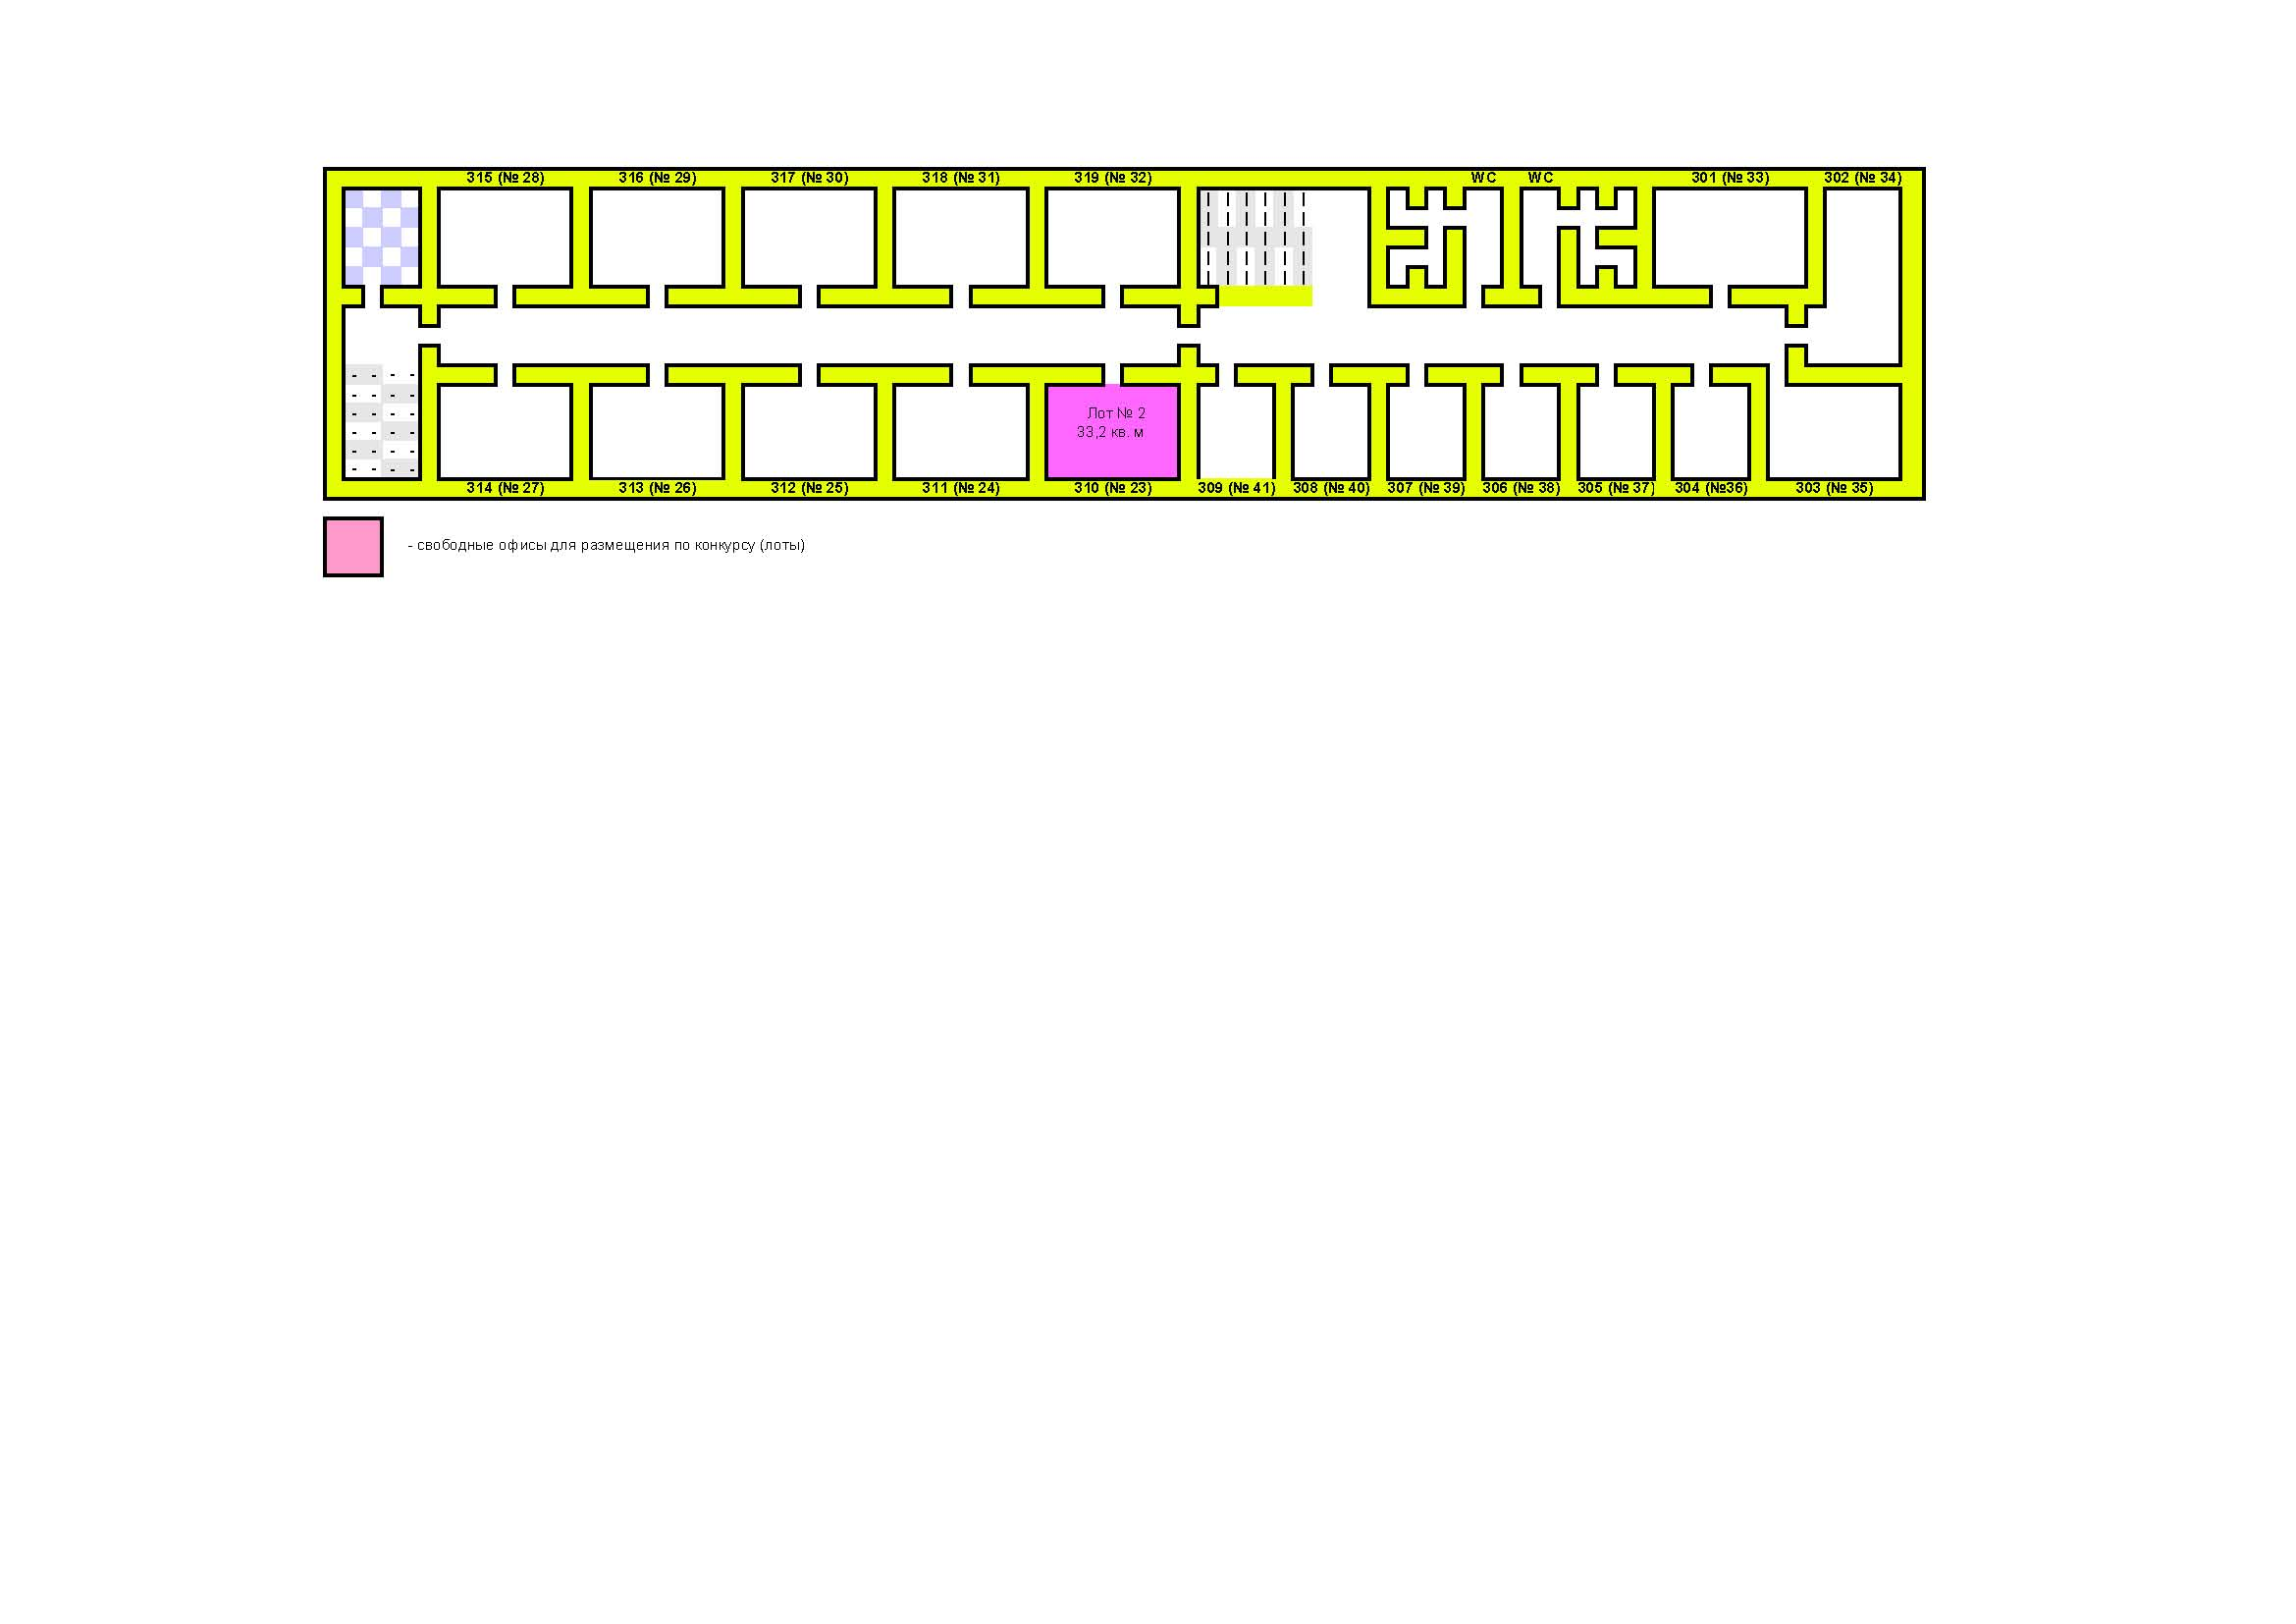 315 (№ 28) 316 (№ 29) 317 (№ 30) 318 (№ 31) 319 (№ 32) WC WC 301 (№ 33) 302 (№ 34)
Лот № 2
33,2 кв. м
314 (№ 27) 313 (№ 26) 312 (№ 25) 311 (№ 24) 310 (№ 23) 309 (№ 41) 308 (№ 40) 307 (№ 39) 306 (№ 38) 305 (№ 37) 304 (№36) 303 (№ 35)
- свободные офисы для размещения по конкурсу (лоты)